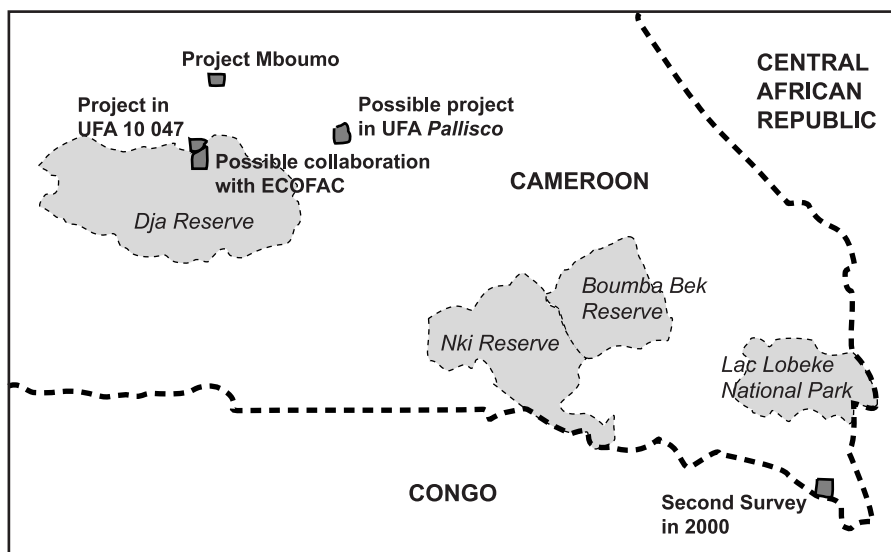 Project Mboumo
CENTRAL
AFRICAN
REPUBLIC
Project in
UFA 10 047
Possible project
in UFA Pallisco
Possible collaboration
with ECOFAC
CAMEROON
Dja Reserve
Boumba Bek
Reserve
Nki Reserve
Lac Lobeke
National Park
CONGO
Second Survey
in 2000